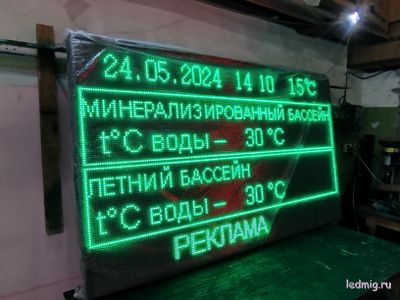 24.05.2024 14 10 15°C
МИНЕРАЛИЗИРОВАННЫЙ БАССЕЙН
t°C ВОДЫ – 30 °C
ЛЕТНИЙ БАССЕЙН
t°C ВОДЫ – 30 °C
РЕКЛАМА
ledmig.ru